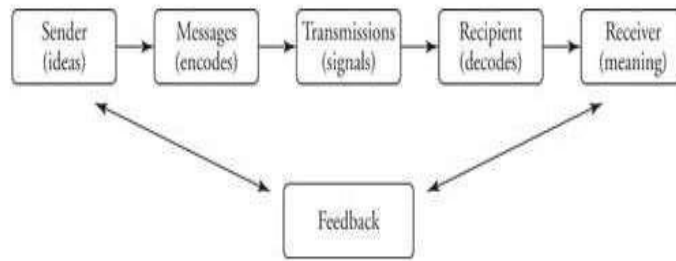 Sender
(ideas)
Messages
(encodes)
Transmissions
(signals)
Recipient
(decodes)
Receiver
(meaning)
Feedback